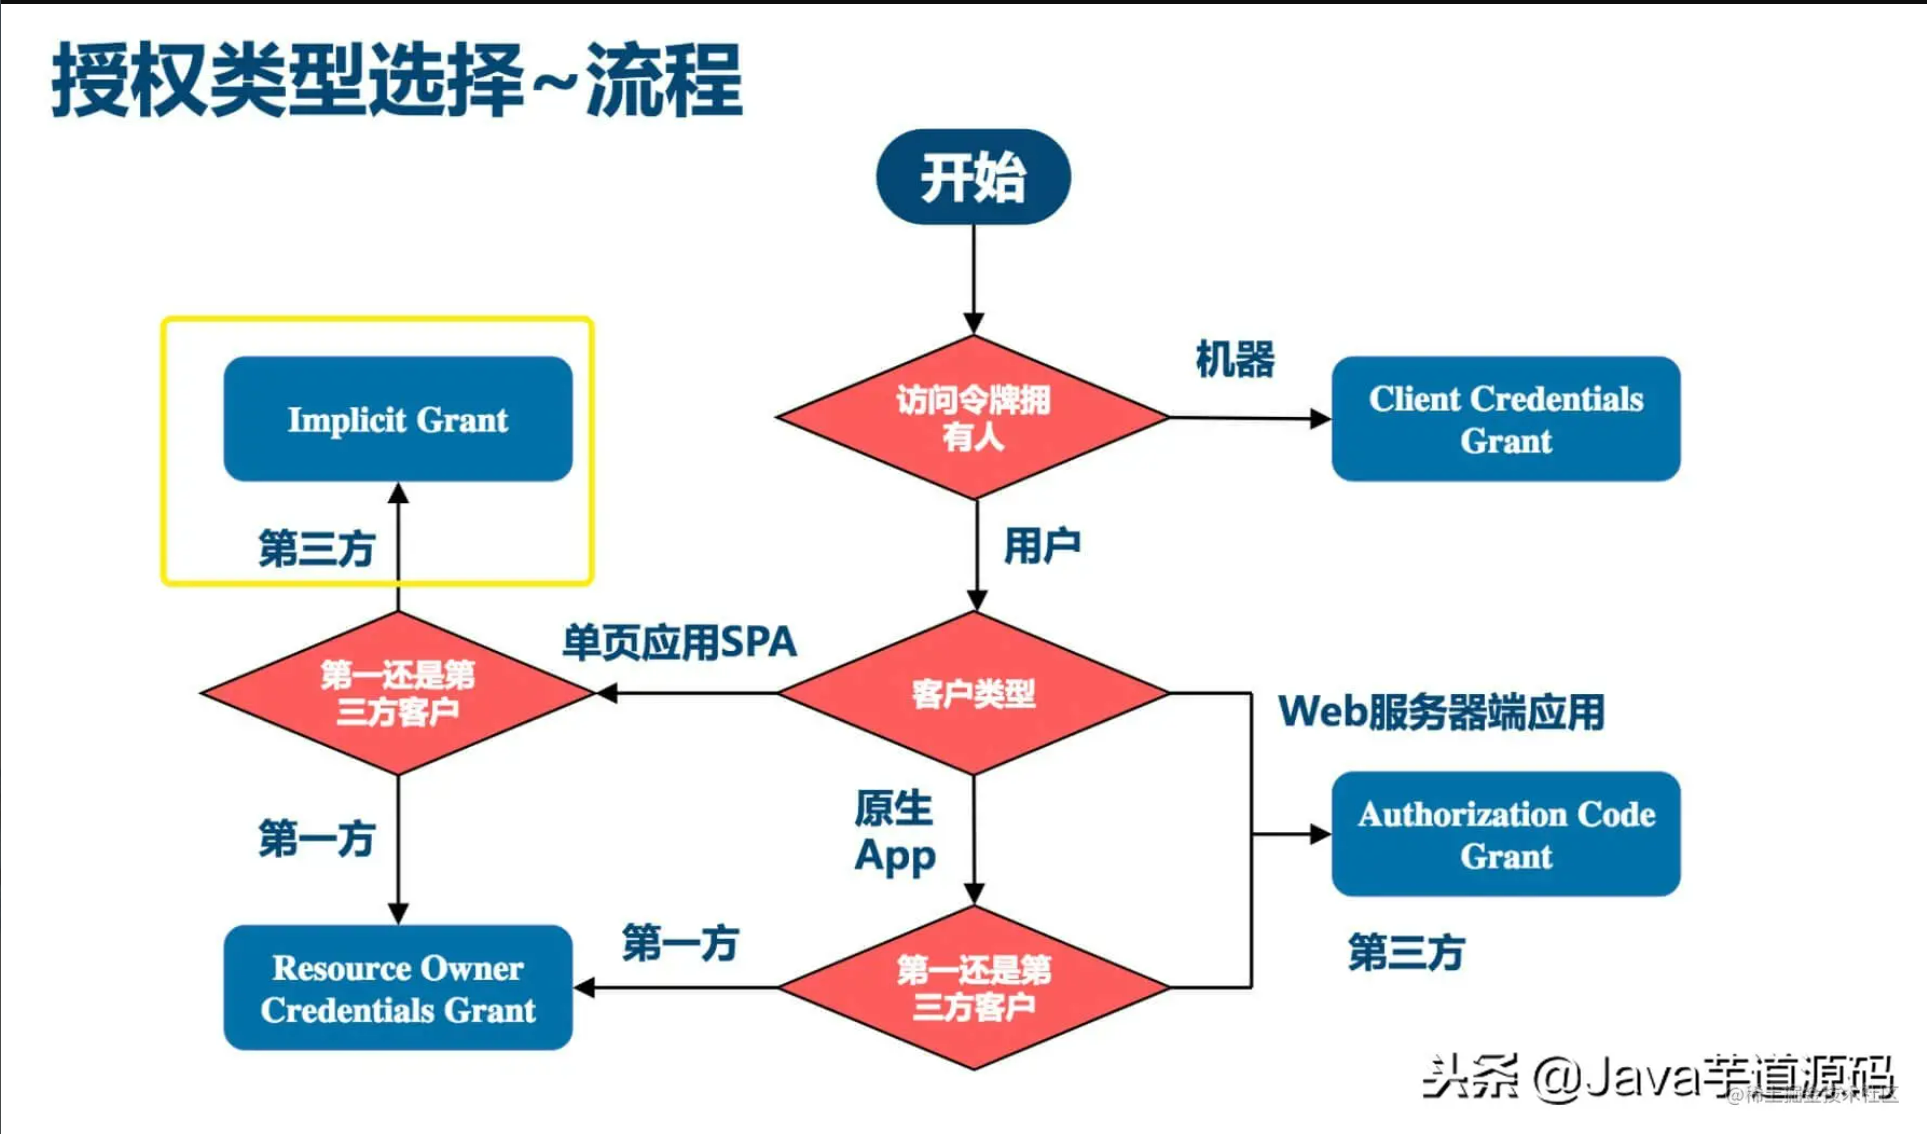 授权类型选择~流程
开始
机器
访问令牌拥
有人
Client Credentials
Grant
Implicit Grant
用户
第三方
单页应用SPA
第一还是第
三方客户
客户类型
Web服务器端应用
原生
App
Authorization Code
Grant
第一方
第一方
第三方
Resource Owner
Credentials Grant
第一还是第
三方客户
头条 @Java芋道源码
@稀土掘金技术社区